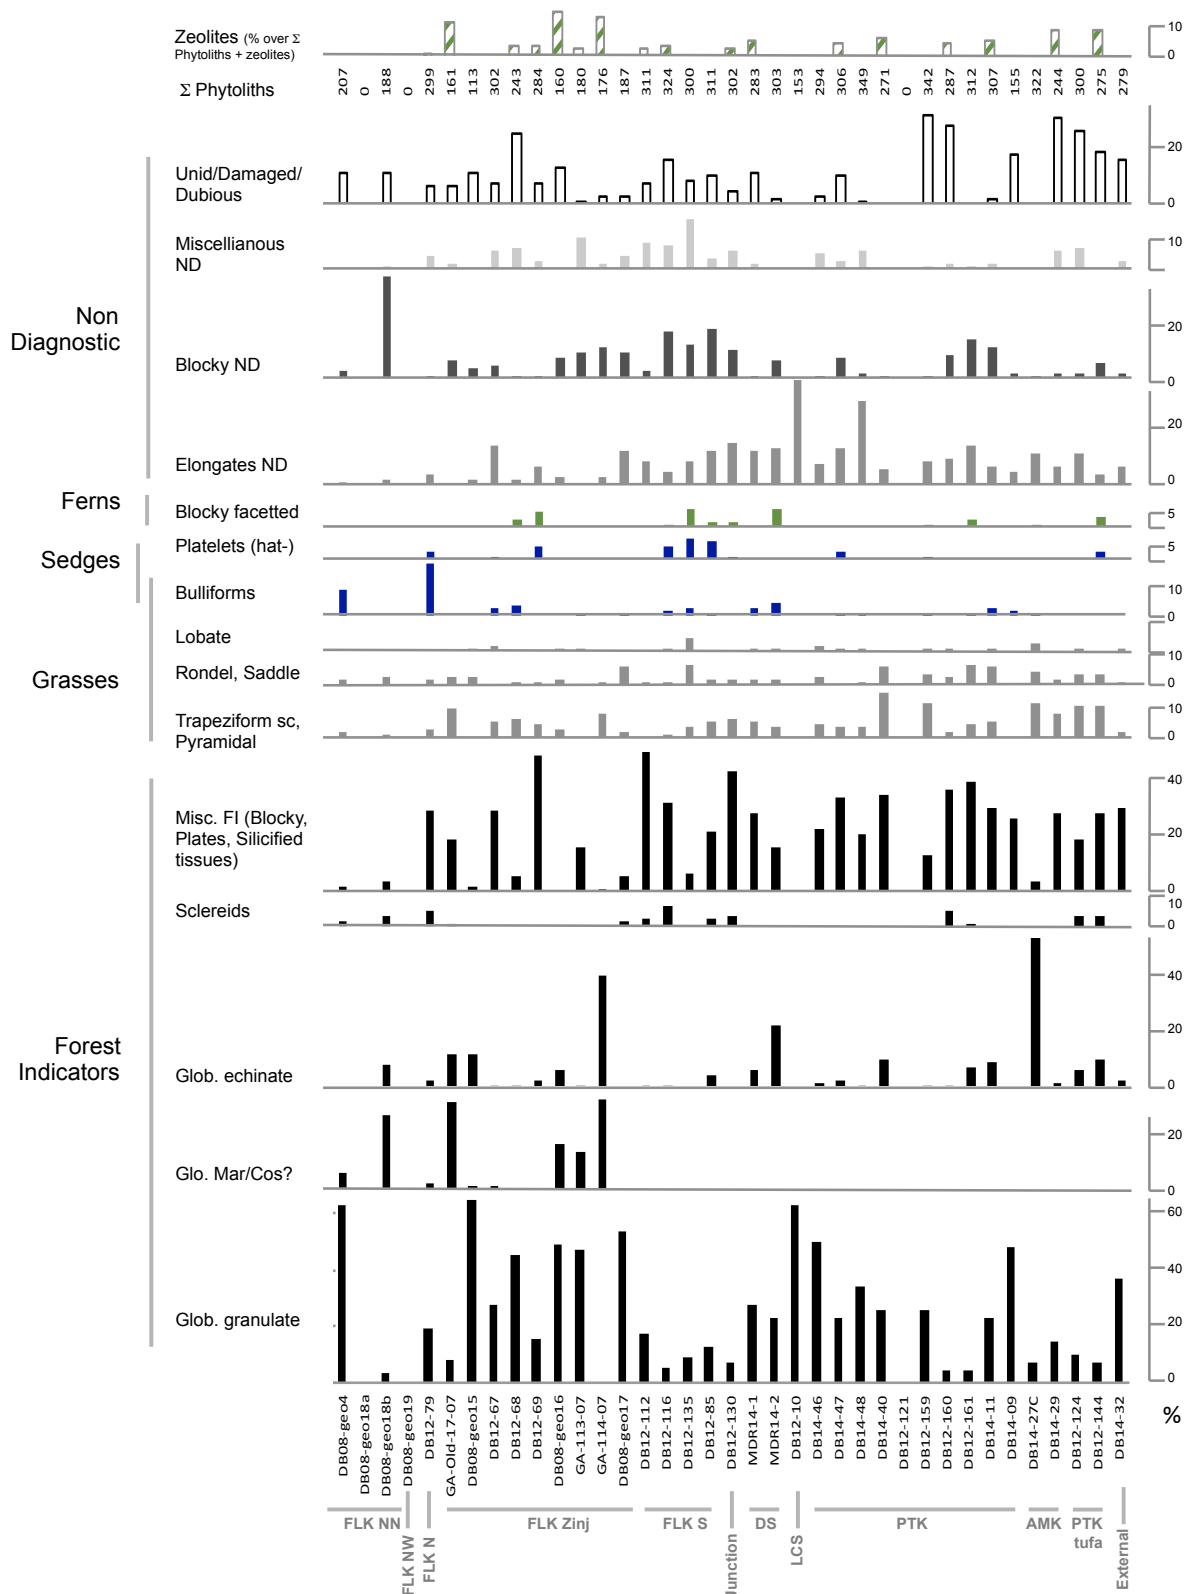 Zeolites (% over Σ
Phytoliths + zeolites)
10
0
Σ Phytoliths
207
0
188
0
299
161
113
302
243
284
160
180
176
187
311
324
300
311
302
283
303
153
294
306
349
271
0
342
287
312
307
155
322
244
300
275
279
Non
Diagnostic
Unid/Damaged/
Dubious
20
0
Miscellianous
ND
10
0
Blocky ND
20
0
Elongates ND
20
0
Ferns
Blocky facetted
5
Sedges
Platelets (hat-)
5
Bulliforms
10
0
Grasses
Lobate
Rondel, Saddle
10
0
Trapeziform sc,
Pyramidal
10
0
Forest
Indicators
Misc. FI (Blocky,
Plates, Silicified
tissues)
40
20
0
Sclereids
10
0
Glob. echinate
40
20
0
Glo. Mar/Cos?
20
0
Glob. granulate
60
40
20
0
%
DB08-geo4
DB08-geo18a
DB08-geo18b
DB08-geo19
DB12-79
GA-Old-17-07
DB08-geo15
DB12-67
DB12-68
DB12-69
DB08-geo16
GA-113-07
GA-114-07
DB08-geo17
DB12-112
DB12-116
DB12-135
DB12-85
DB12-130
MDR14-1
MDR14-2
DB12-10
DB14-46
DB14-47
DB14-48
DB14-40
DB12-121
DB12-159
DB12-160
DB12-161
DB14-11
DB14-09
DB14-27C
DB14-29
DB12-124
DB12-144
DB14-32
FLK NN
FLK NW
FLK N
FLK Zinj
FLK S
Junction
DS
LCS
PTK
AMK
PTK
tufa
External